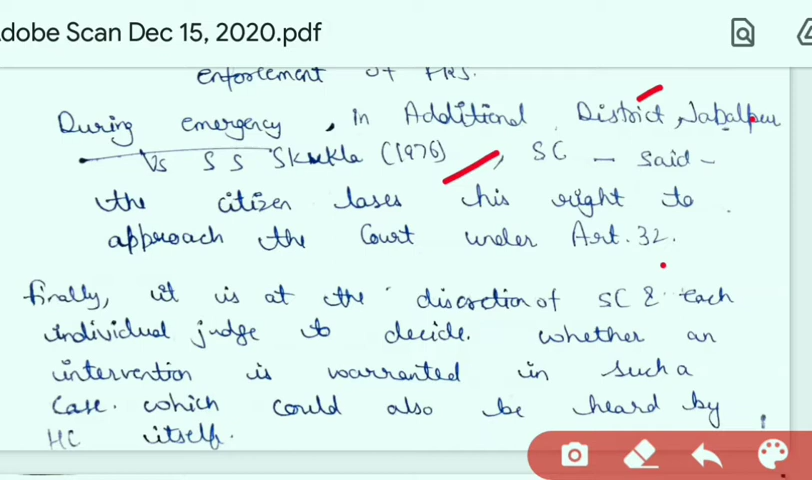 dobe Scan Dec 15, 2020.pdf
enforcement of FRS.
During emergency, in Additional District, Jabalpur
Vs S S Skukla (1976), SC - said -
the citizen loses his right to
approach the Court under Art. 32.
finally, it is at the discretion of SC & each
individual judge to decide. whether an
intervention is warranted in such a
case. which could also be heard by
HC itself.